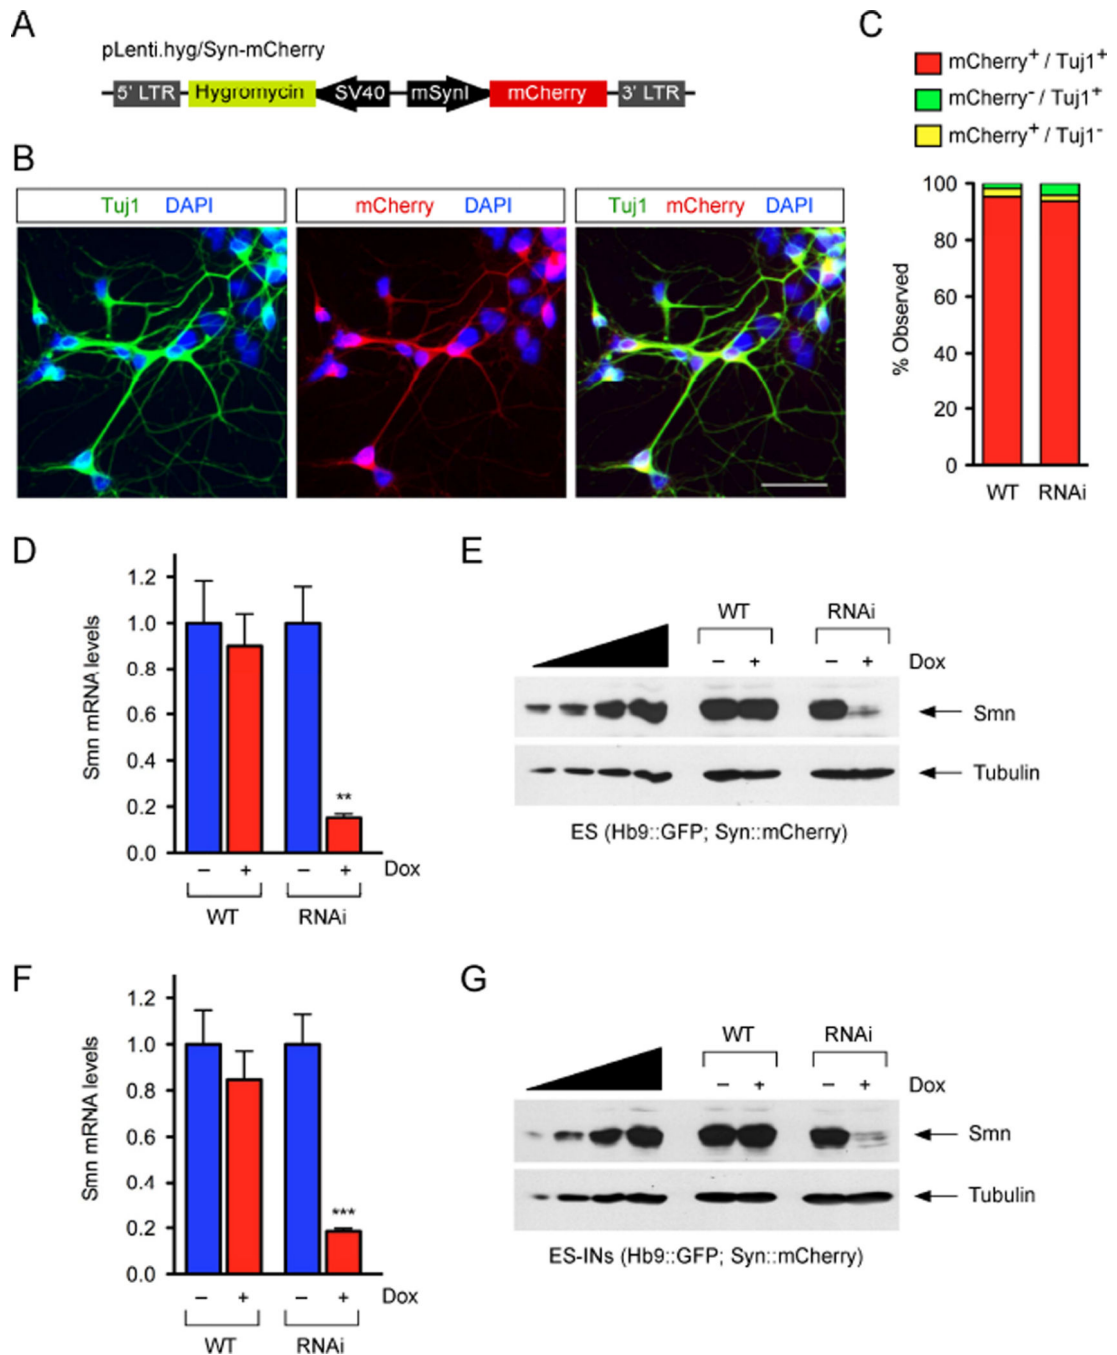 A
pLenti.hyg/Syn-mCherry
5' LTR Hygromycin SV40 mSynI mCherry 3' LTR
B
Tuj1 DAPI
mCherry DAPI
Tuj1 mCherry DAPI
C
mCherry+ / Tuj1+
mCherry- / Tuj1+
mCherry+ / Tuj1-
% Observed
100
80
60
40
20
0
WT RNAi
D
Smn mRNA levels
1.2
1.0
0.8
0.6
0.4
0.2
0.0
**
– + – + Dox
WT RNAi
E
WT RNAi
– + – + Dox
Smn
Tubulin
ES (Hb9::GFP; Syn::mCherry)
F
Smn mRNA levels
1.2
1.0
0.8
0.6
0.4
0.2
0.0
***
– + – + Dox
WT RNAi
G
WT RNAi
– + – + Dox
Smn
Tubulin
ES-INs (Hb9::GFP; Syn::mCherry)